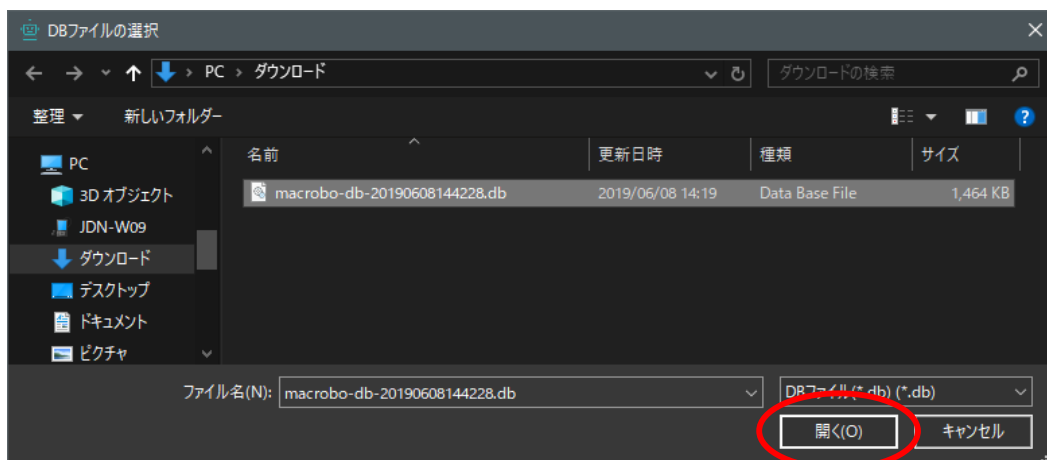 DBファイルの選択
PC > ダウンロード
ダウンロードの検索
整理 新しいフォルダー
名前 更新日時 種類 サイズ
PC
3D オブジェクト
JDN-W09
ダウンロード
デスクトップ
ドキュメント
ピクチャ
macrobo-db-20190608144228.db 2019/06/08 14:19 Data Base File 1,464 KB
ファイル名(N): macrobo-db-20190608144228.db DBファイル(*.db) (*.db)
開く(O) キャンセル